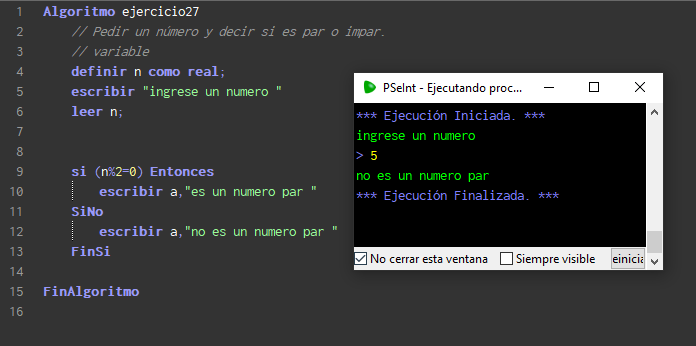 1 Algoritmo ejercicio27
2 // Pedir un número y decir si es par o impar.
3 // variable
4 definir n como real;
5 escribir "ingrese un numero "
6 leer n;
7
8
9 si (n%2=0) Entonces
10 escribir a,"es un numero par "
11 SiNo
12 escribir a,"no es un numero par "
13 FinSi
14
15 FinAlgoritmo
16
PSeInt - Ejecutando proc...
*** Ejecución Iniciada. ***
ingrese un numero
> 5
no es un numero par
*** Ejecución Finalizada. ***
No cerrar esta ventana Siempre visible einicia